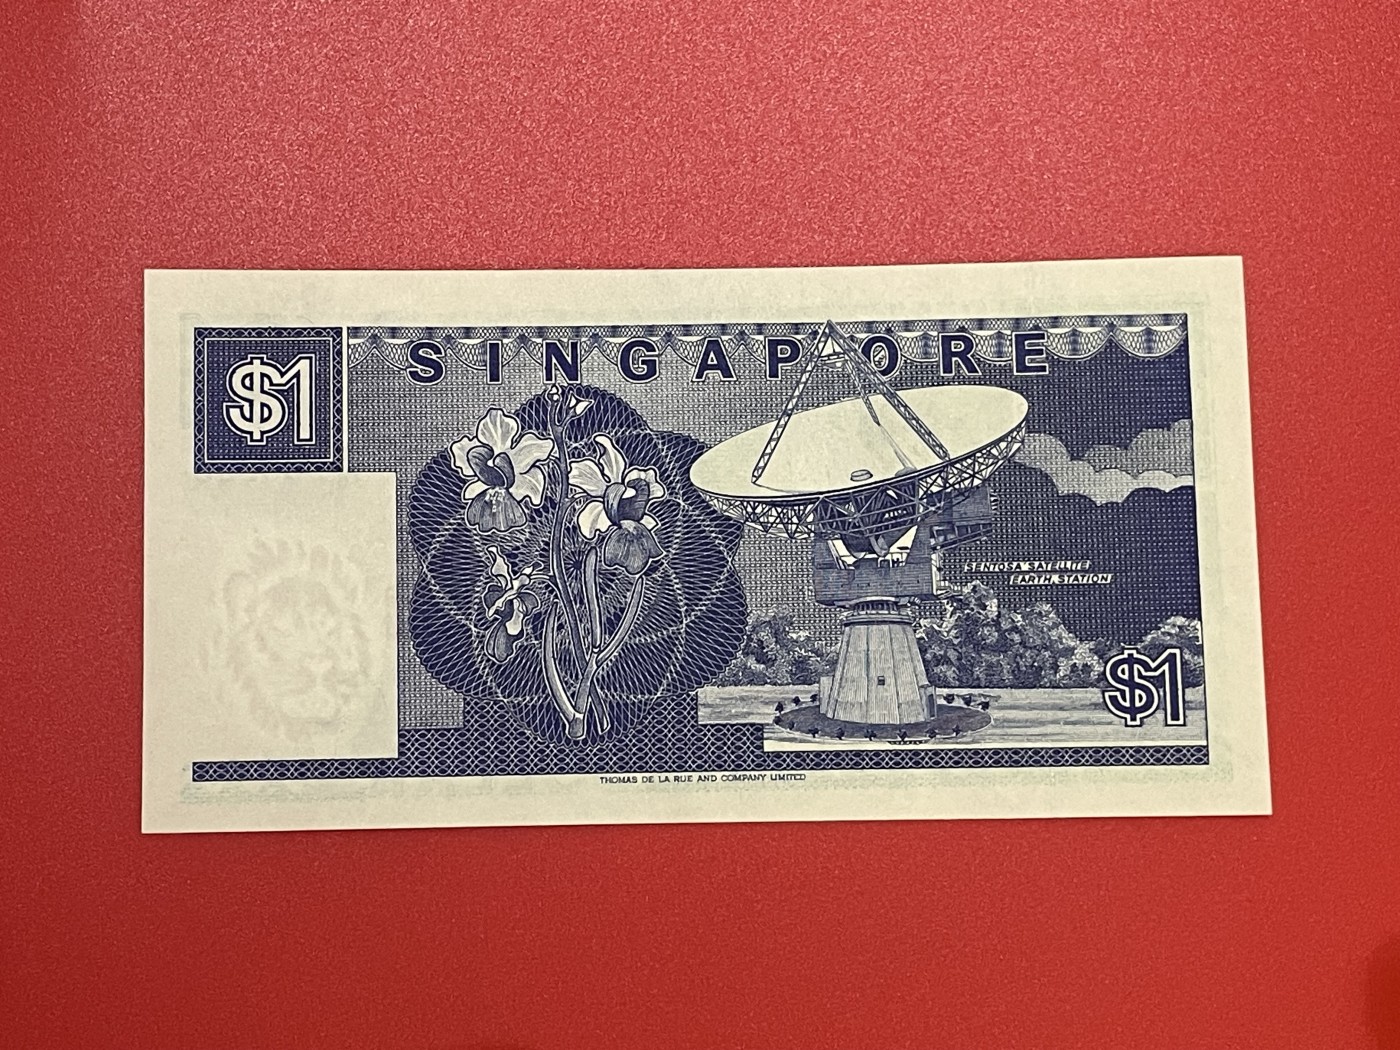 $1
SINGAPORE
SENTOSA SATELLITE
EARTH STATION
$1
THOMAS DE LA RUE AND COMPANY LIMITED